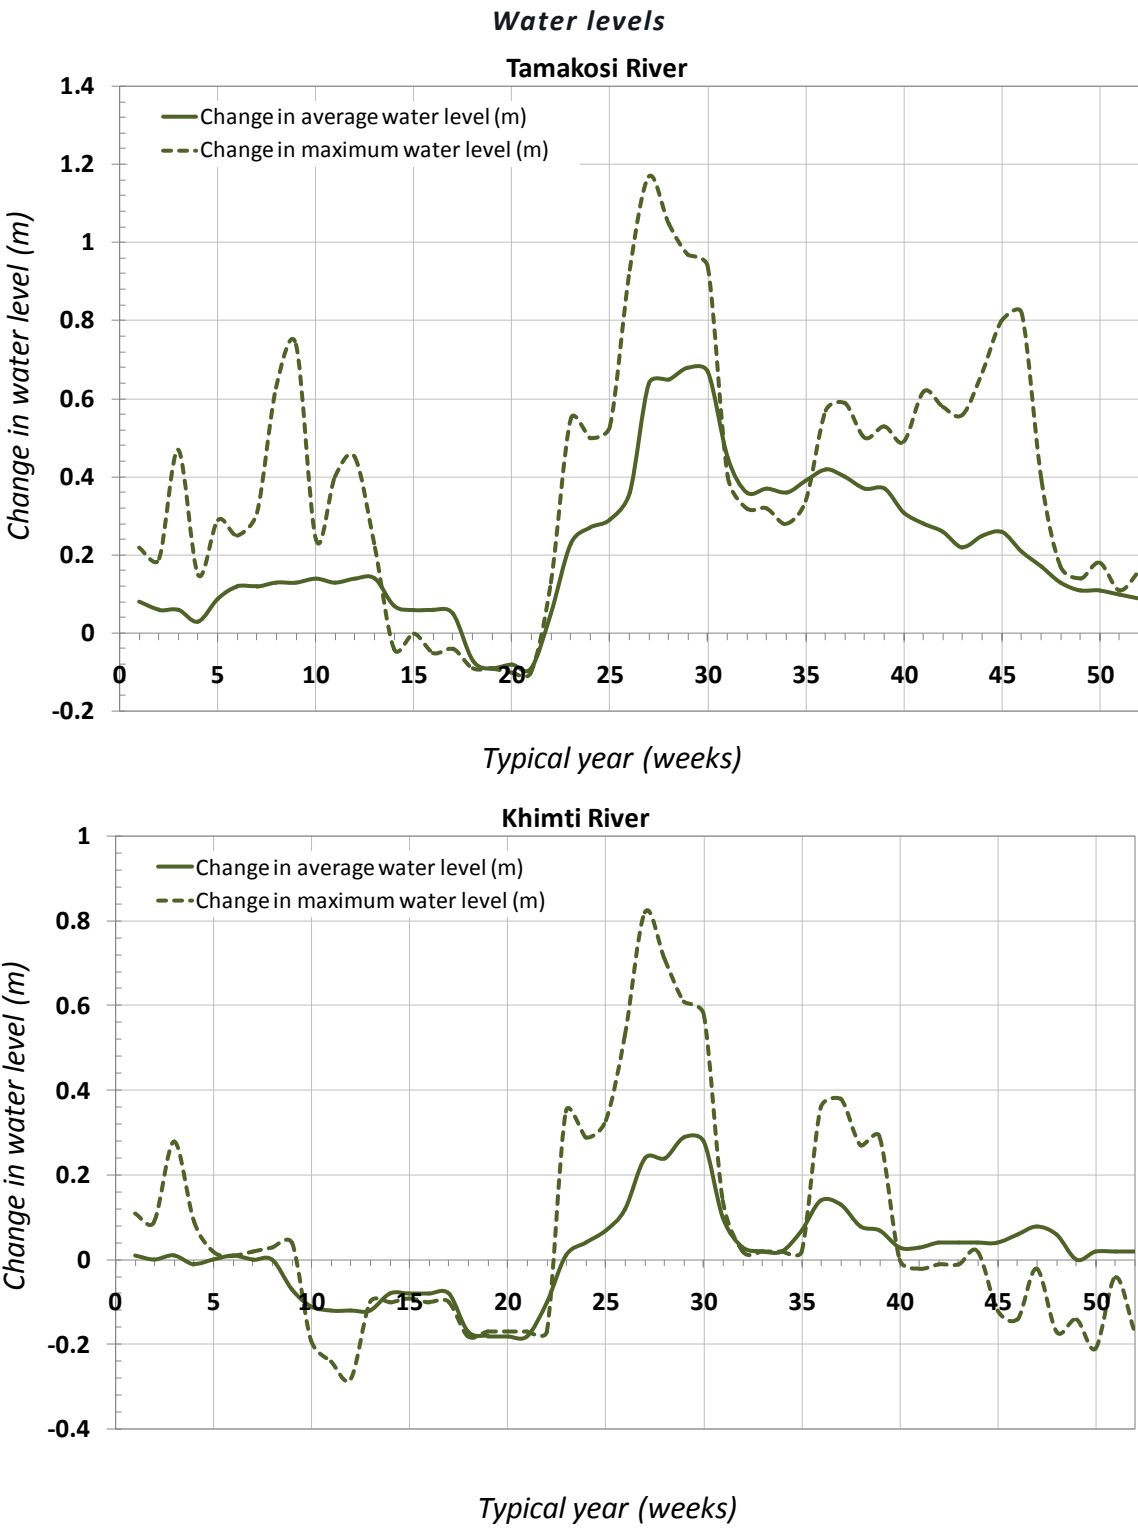 Water levels
Tamakosi River
1.4
Change in average water level (m)
Change in maximum water level (m)
1.2
1
0.8
0.6
0.4
0.2
0
-0.2
0 5 10 15 20 25 30 35 40 45 50
Change in water level (m)
Typical year (weeks)
Khimti River
1
Change in average water level (m)
Change in maximum water level (m)
0.8
0.6
0.4
0.2
0
-0.2
-0.4
0 5 10 15 20 25 30 35 40 45 50
Change in water level (m)
Typical year (weeks)